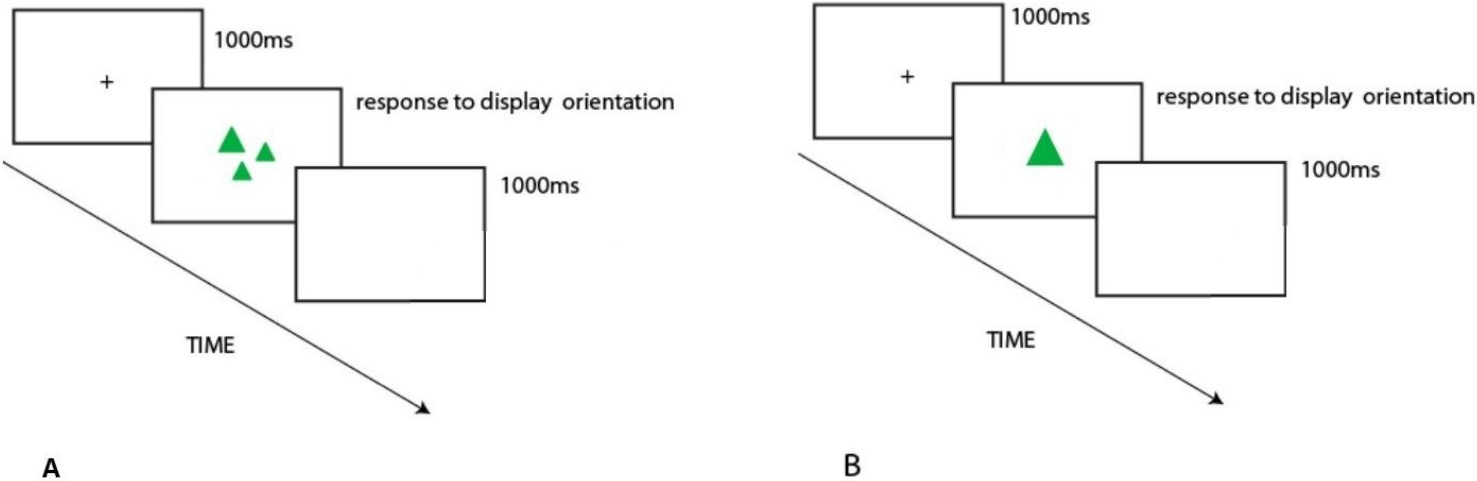 1000ms
+
response to display orientation
1000ms
TIME
A
1000ms
+
response to display orientation
1000ms
TIME
B